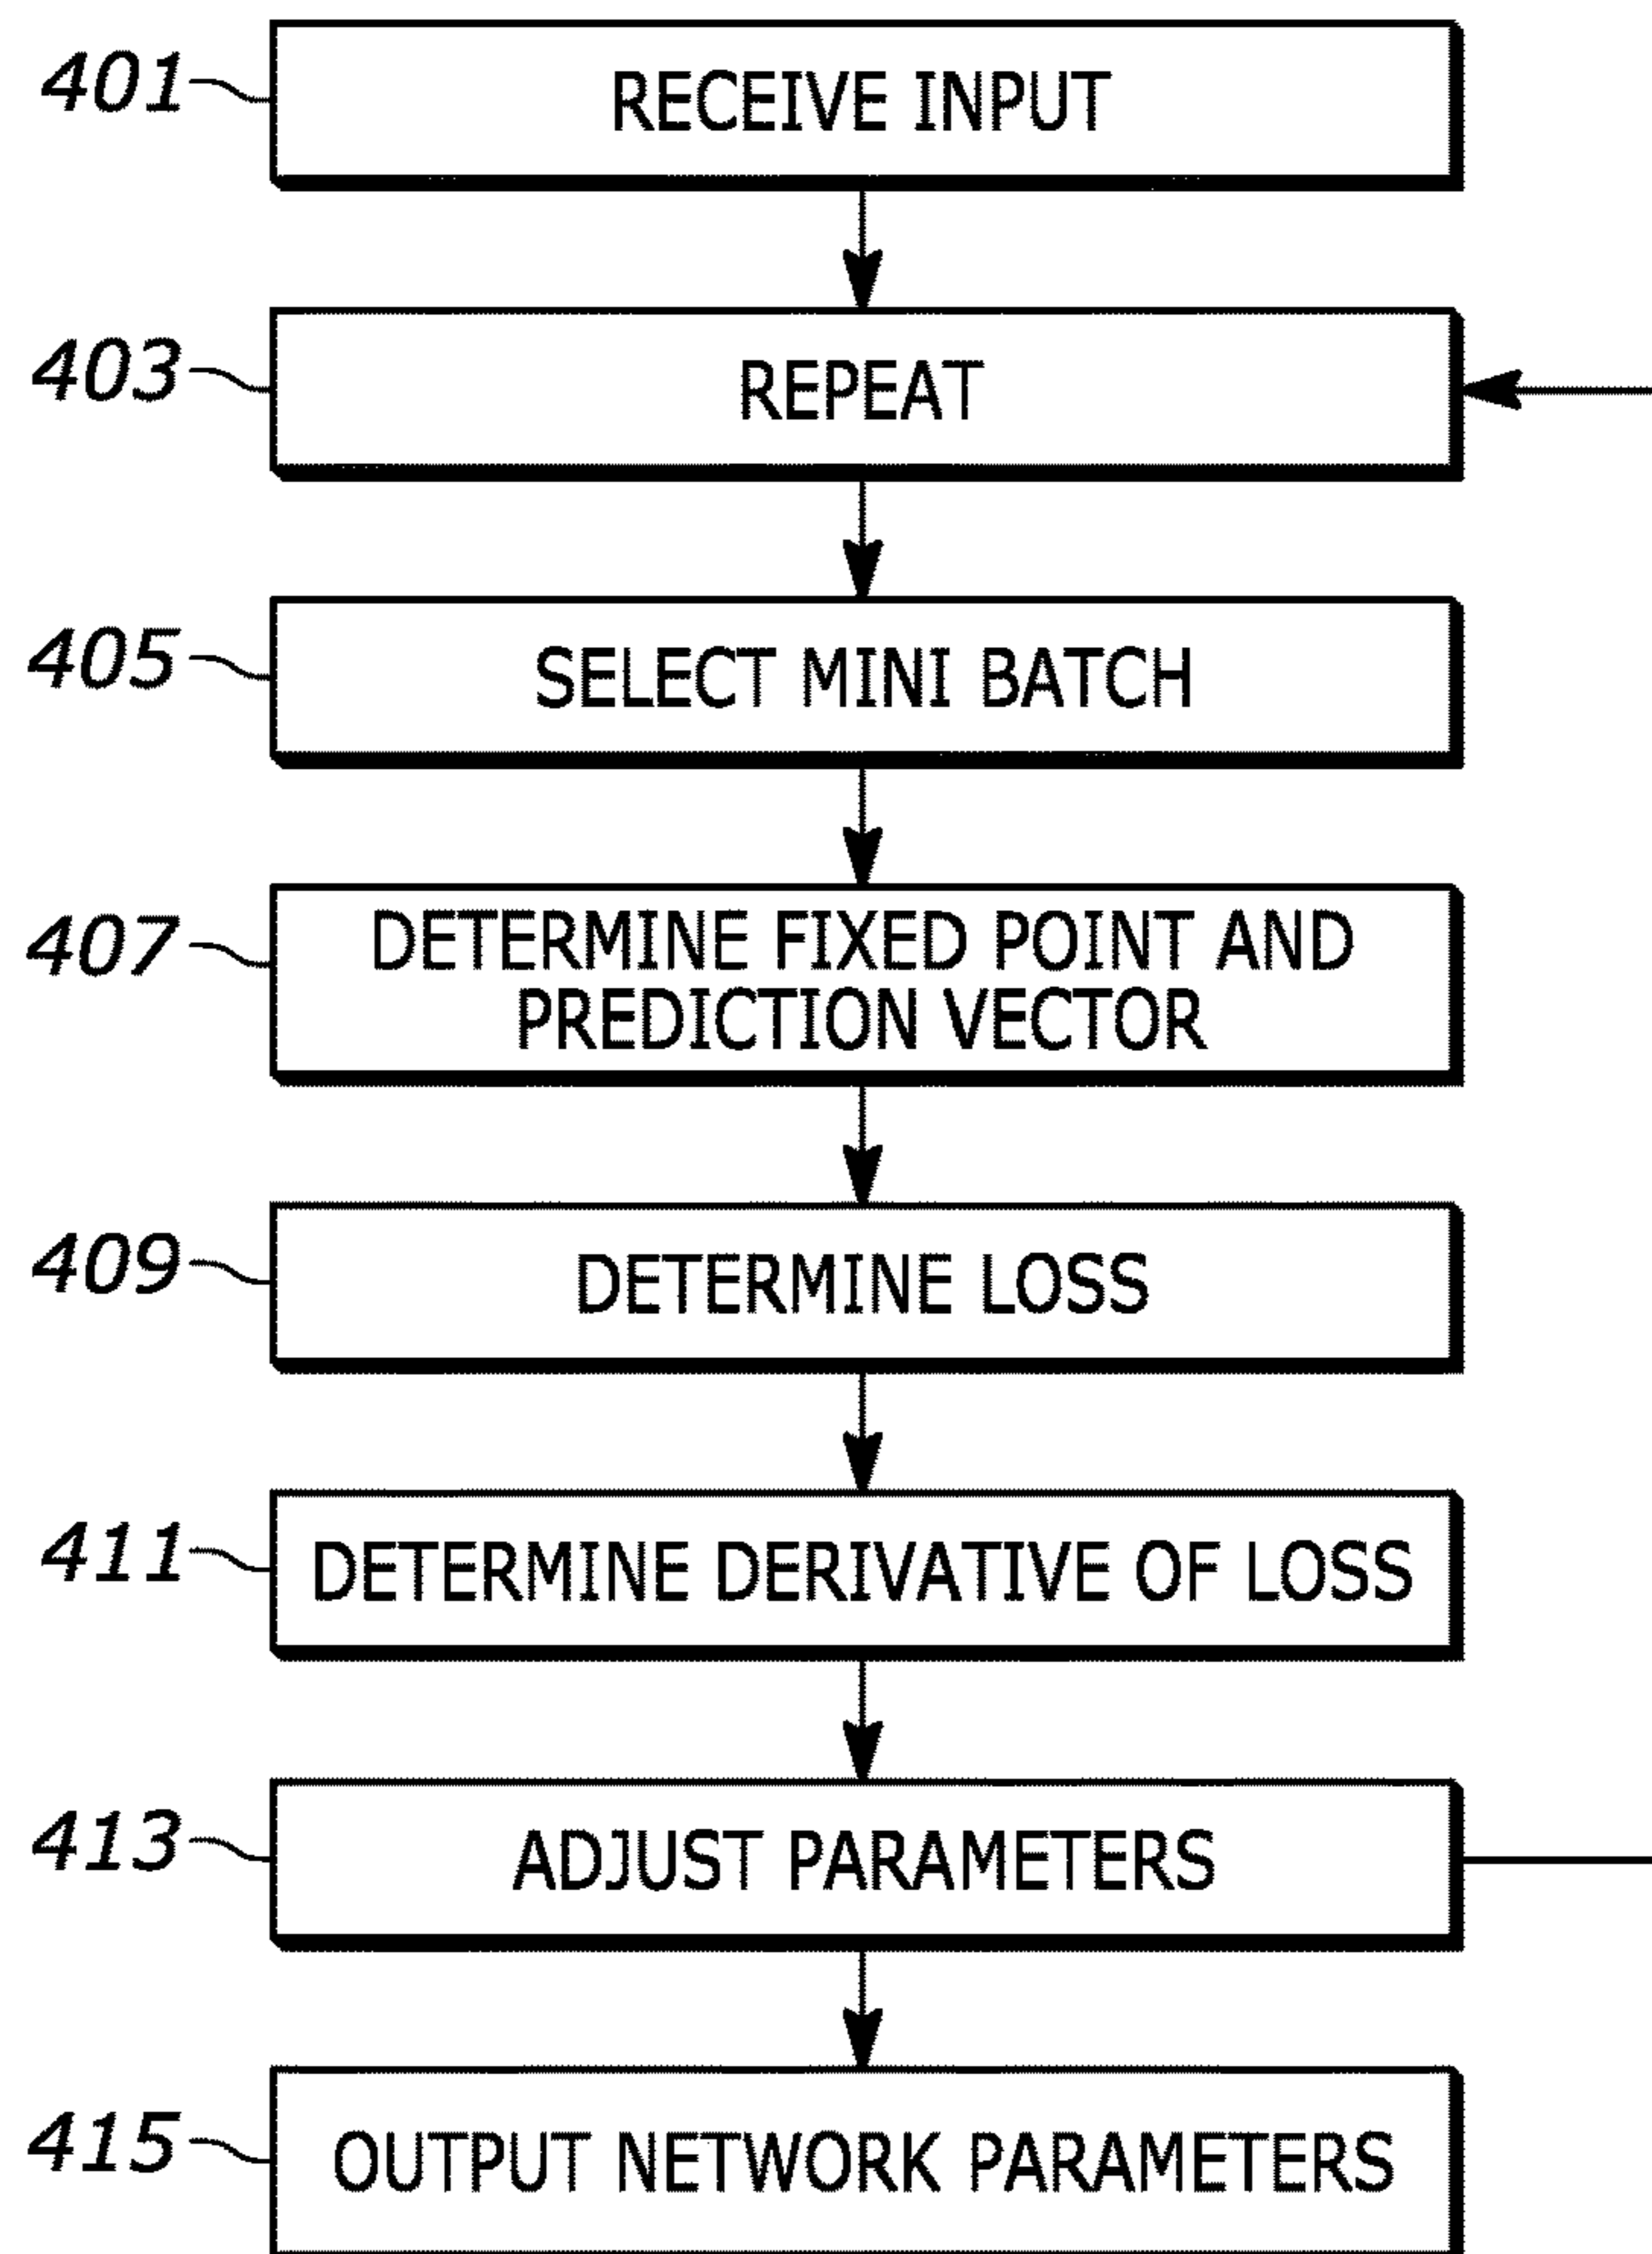 401
RECEIVE INPUT
403
REPEAT
405
SELECT MINI BATCH
407
DETERMINE FIXED POINT AND
PREDICTION VECTOR
409
DETERMINE LOSS
411
DETERMINE DERIVATIVE OF LOSS
413
ADJUST PARAMETERS
415
OUTPUT NETWORK PARAMETERS